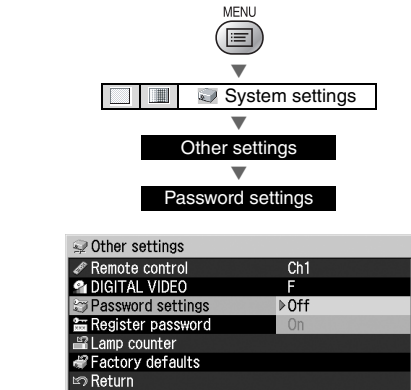 MENU
System settings
Other settings
Password settings
Other settings
Remote control Ch1
DIGITAL VIDEO F
Password settings Off
Register password On
Lamp counter
Factory defaults
Return